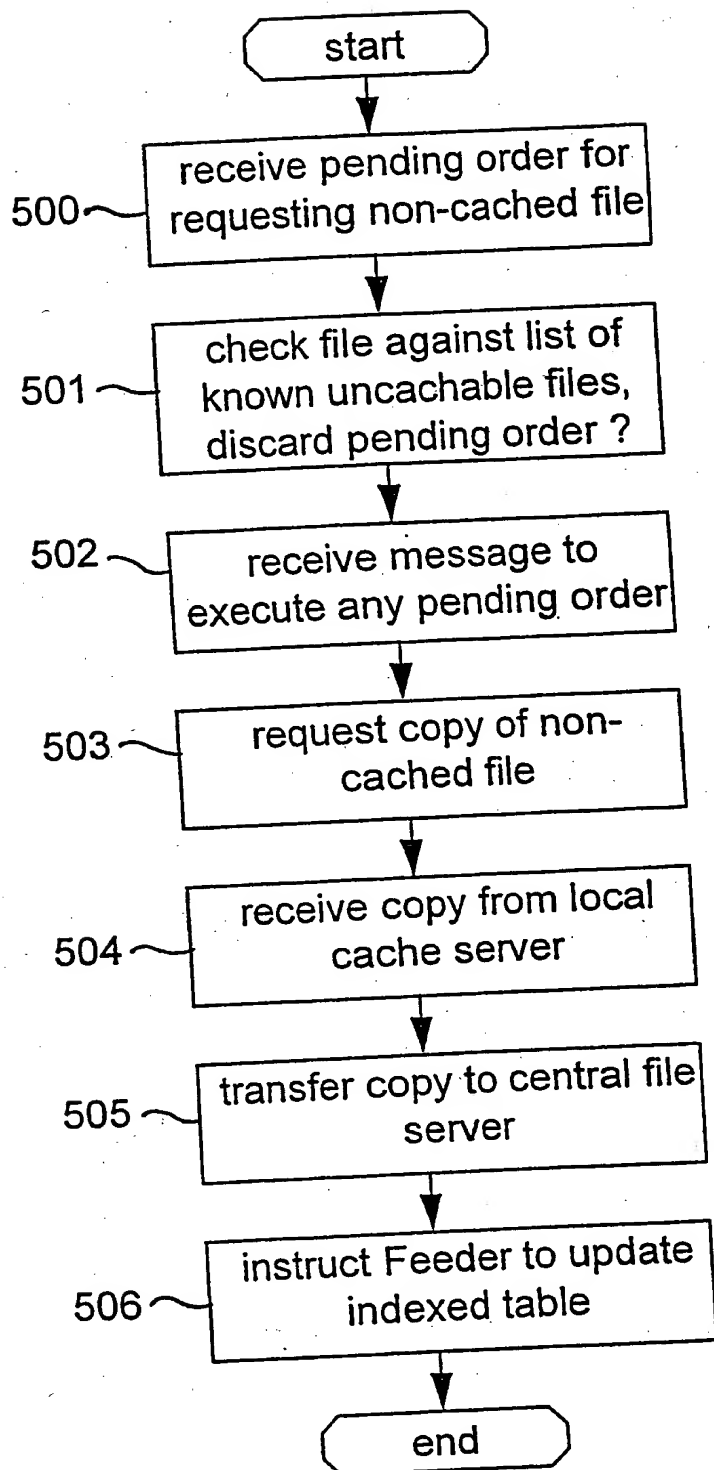 start
500
receive pending order for
requesting non-cached file
501
check file against list of
known uncachable files,
discard pending order ?
502
receive message to
execute any pending order
503
request copy of non-
cached file
504
receive copy from local
cache server
505
transfer copy to central file
server
506
instruct Feeder to update
indexed table
end